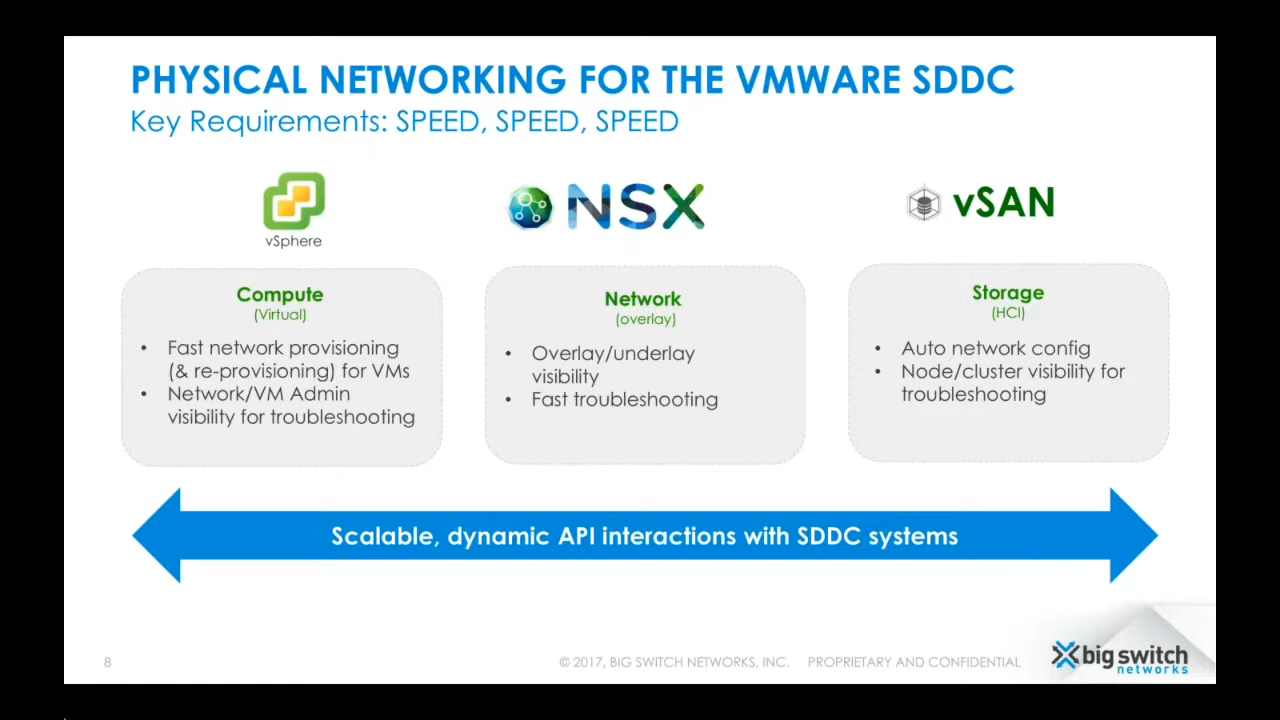 PHYSICAL NETWORKING FOR THE VMWARE SDDC
Key Requirements: SPEED, SPEED, SPEED
vSphere
NSX
vSAN
Compute
(Virtual)
• Fast network provisioning
(& re-provisioning) for VMs
• Network/VM Admin
visibility for troubleshooting
Network
(overlay)
• Overlay/underlay
visibility
• Fast troubleshooting
Storage
(HCI)
• Auto network config
• Node/cluster visibility for
troubleshooting
Scalable, dynamic API interactions with SDDC systems
8
© 2017, BIG SWITCH NETWORKS, INC. PROPRIETARY AND CONFIDENTIAL
big switch
networks